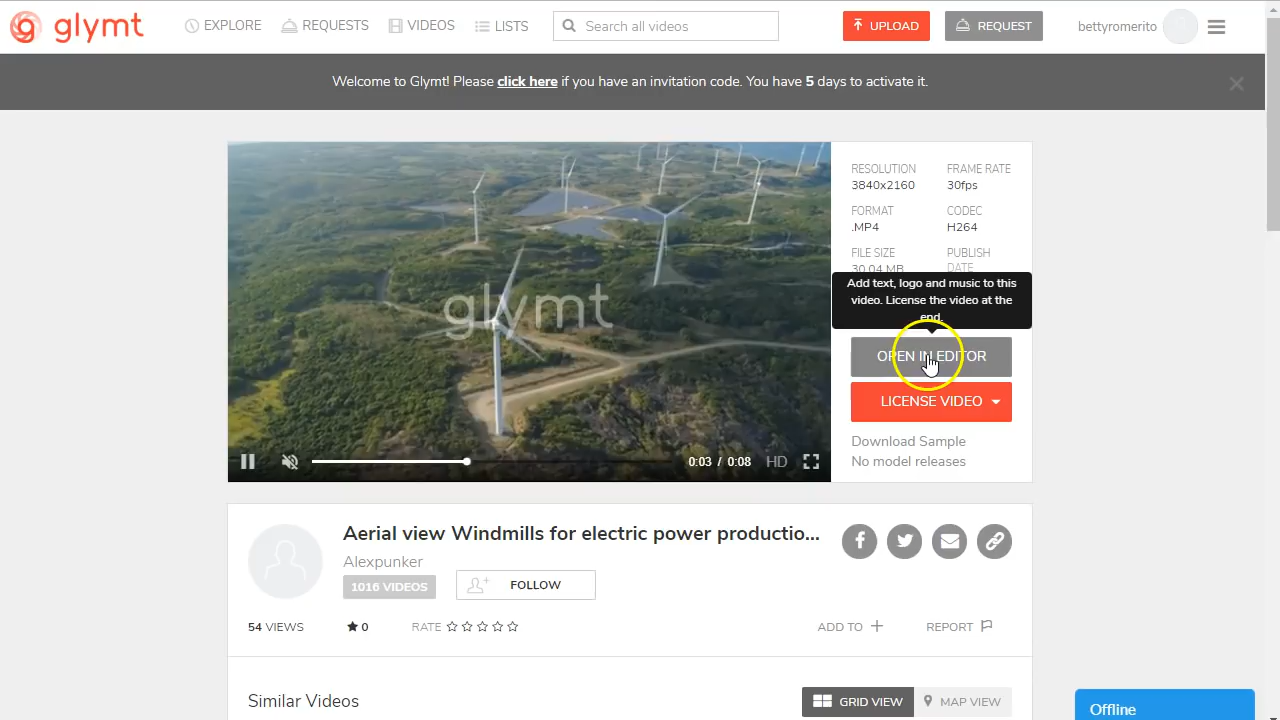 glymt
EXPLORE
REQUESTS
VIDEOS
LISTS
Search all videos
UPLOAD
REQUEST
bettyromerito
Welcome to Glymt! Please click here if you have an invitation code. You have 5 days to activate it.
RESOLUTION
3840x2160
FRAME RATE
30fps
FORMAT
.MP4
CODEC
H264
FILE SIZE
30.04 MB
PUBLISH
DATE
Add text, logo and music to this
video. License the video at the
end.
OPEN IN EDITOR
LICENSE VIDEO
Download Sample
No model releases
glymt
0:03 / 0:08
HD
Aerial view Windmills for electric power productio...
Alexpunker
1016 VIDEOS
FOLLOW
54 VIEWS
0
RATE
ADD TO
REPORT
Similar Videos
GRID VIEW
MAP VIEW
Offline